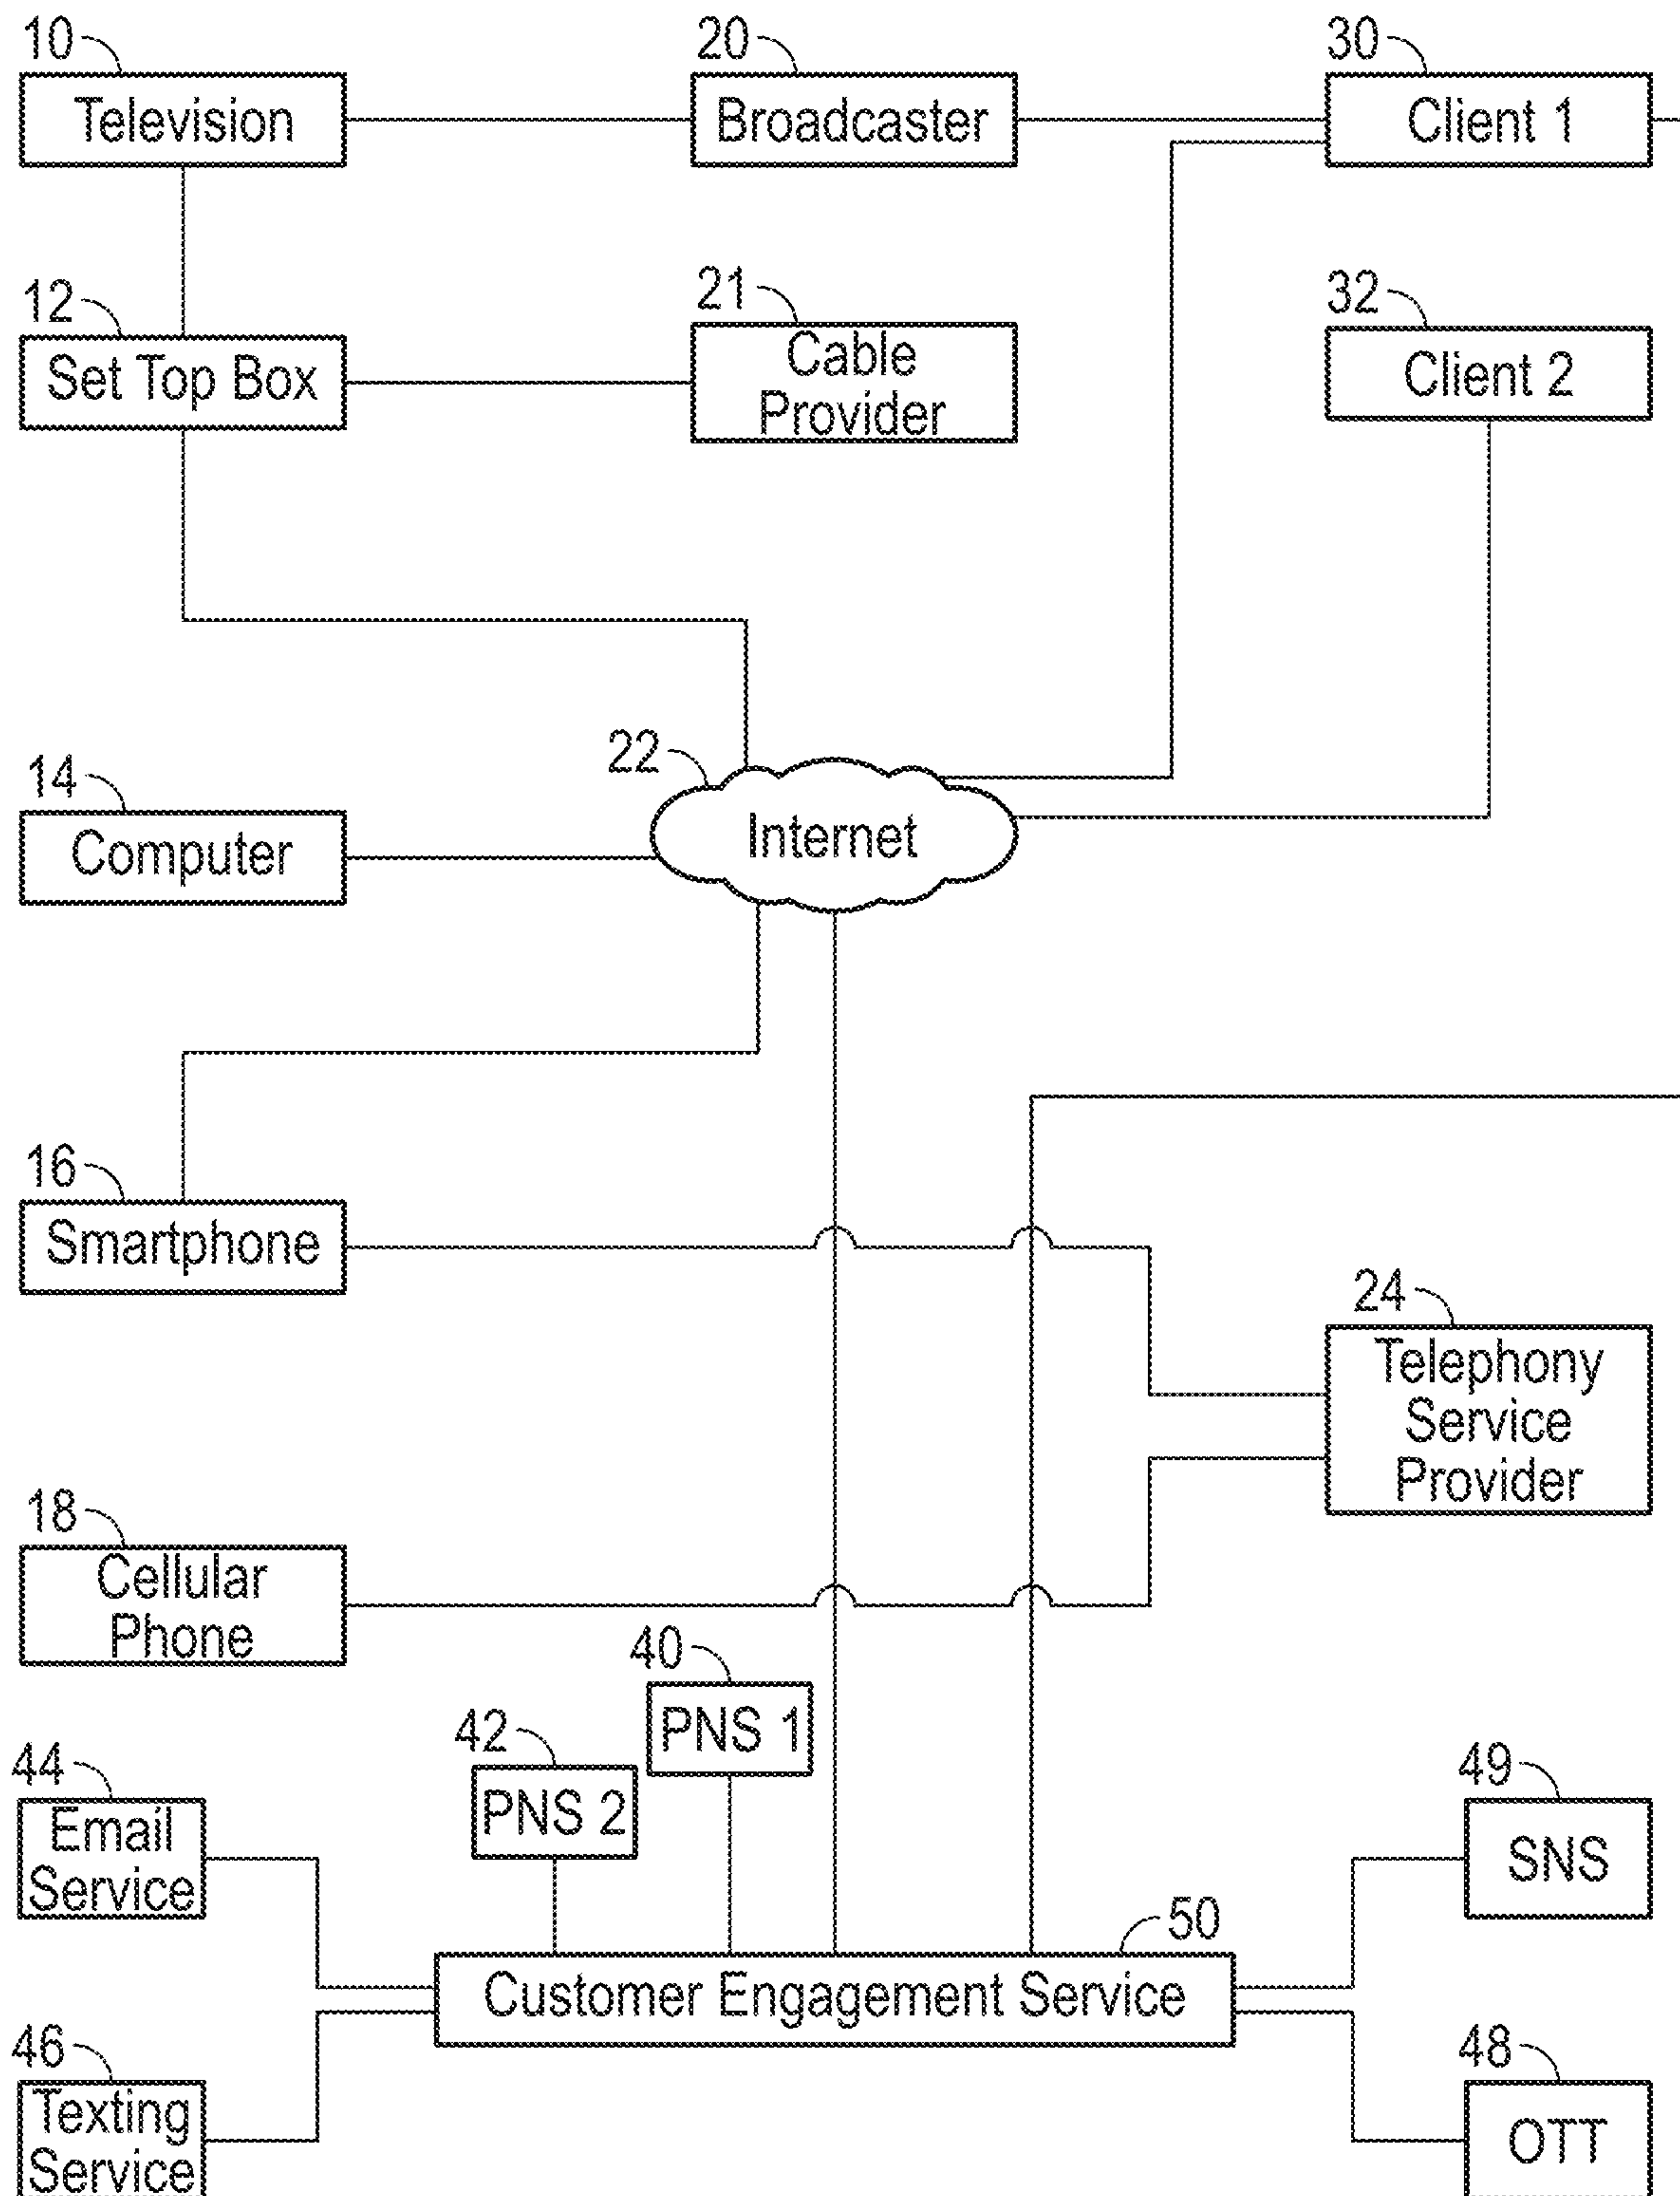 10
Television
20
Broadcaster
30
Client 1
12
Set Top Box
21
Cable
Provider
32
Client 2
14
Computer
22
Internet
16
Smartphone
24
Telephony
Service
Provider
18
Cellular
Phone
40
PNS 1
42
PNS 2
44
Email
Service
49
SNS
50
Customer Engagement Service
46
Texting
Service
48
OTT